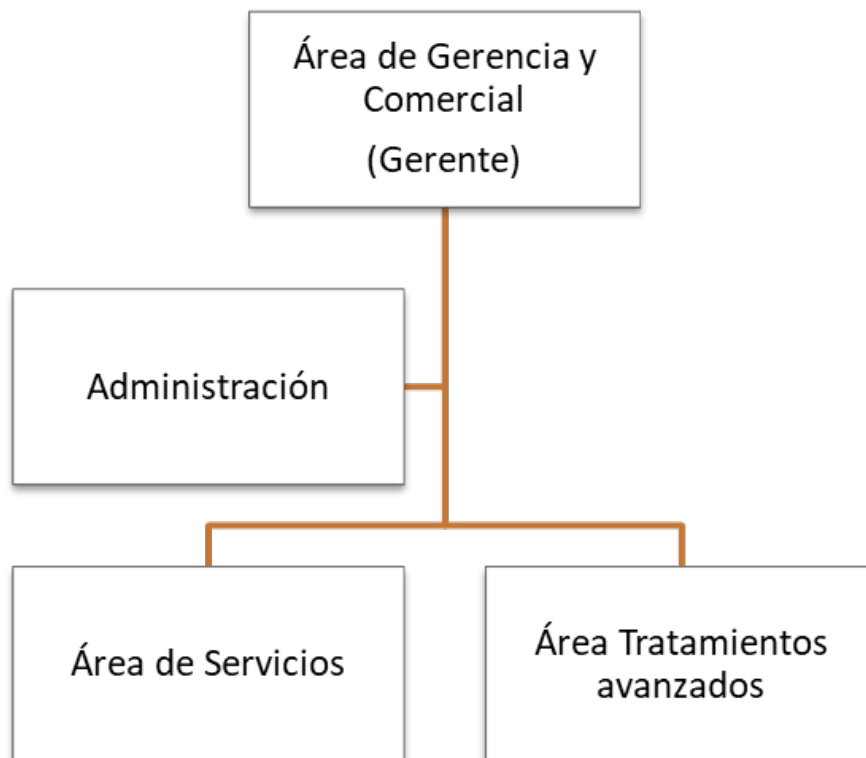 Área de Gerencia y
Comercial
(Gerente)
Administración
Área de Servicios
Área Tratamientos
avanzados